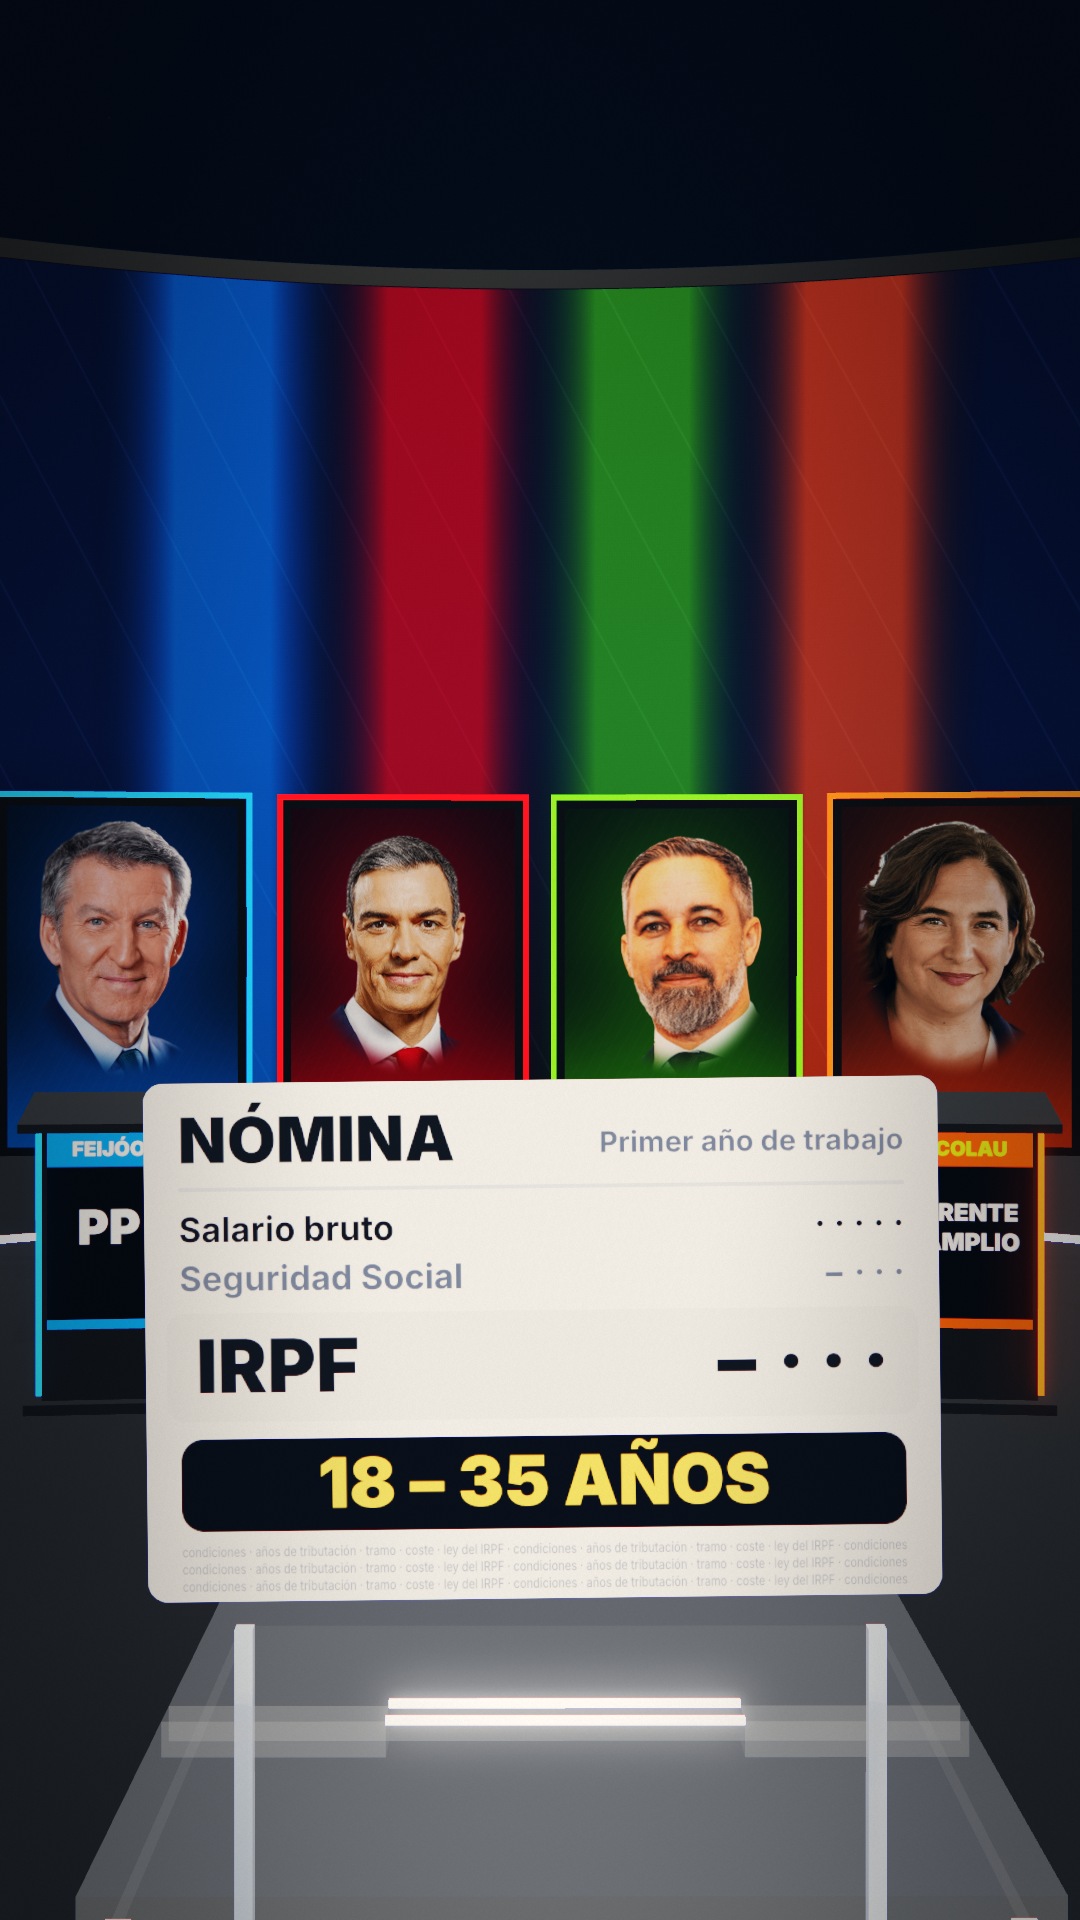 NÓMINA
Primer año de trabajo
Salario bruto
Seguridad Social
IRPF
18 – 35 AÑOS
condiciones · años de tributación · tramo · coste · ley del IRPF · condiciones · años de tributación · tramo · coste · ley del IRPF · condiciones
condiciones · años de tributación · tramo · coste · ley del IRPF · condiciones · años de tributación · tramo · coste · ley del IRPF · condiciones
condiciones · años de tributación · tramo · coste · ley del IRPF · condiciones · años de tributación · tramo · coste · ley del IRPF · condiciones
FEIJÓO
PP
COLAU
RENTE
MPLIO